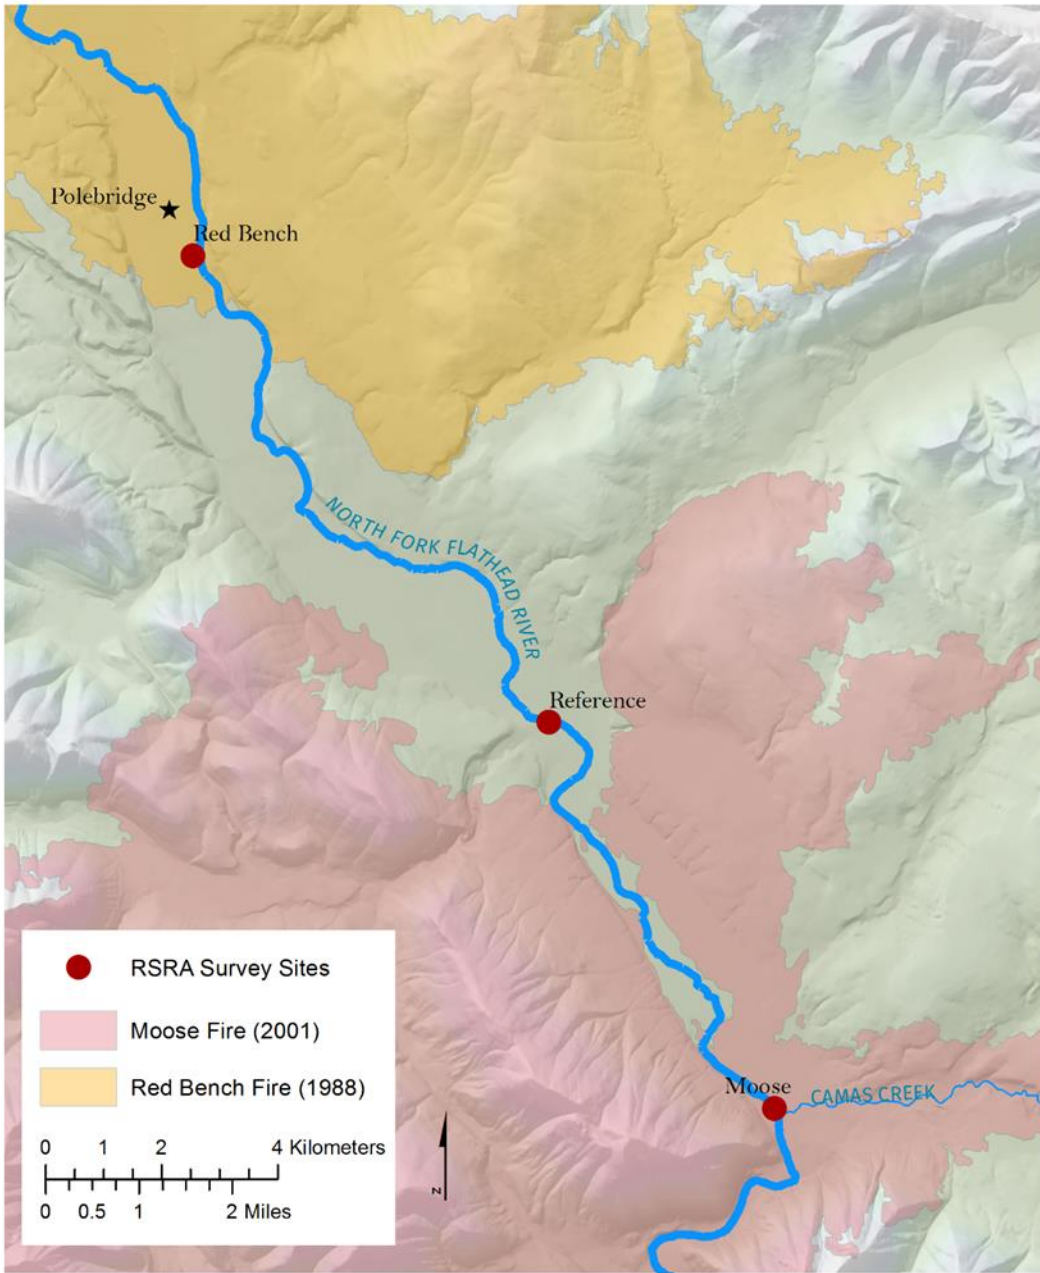 Polebridge
Red Bench
NORTH FORK FLATHEAD RIVER
Reference
Moose
CAMAS CREEK
RSRA Survey Sites
Moose Fire (2001)
Red Bench Fire (1988)
0 1 2 4 Kilometers
0 0.5 1 2 Miles
N